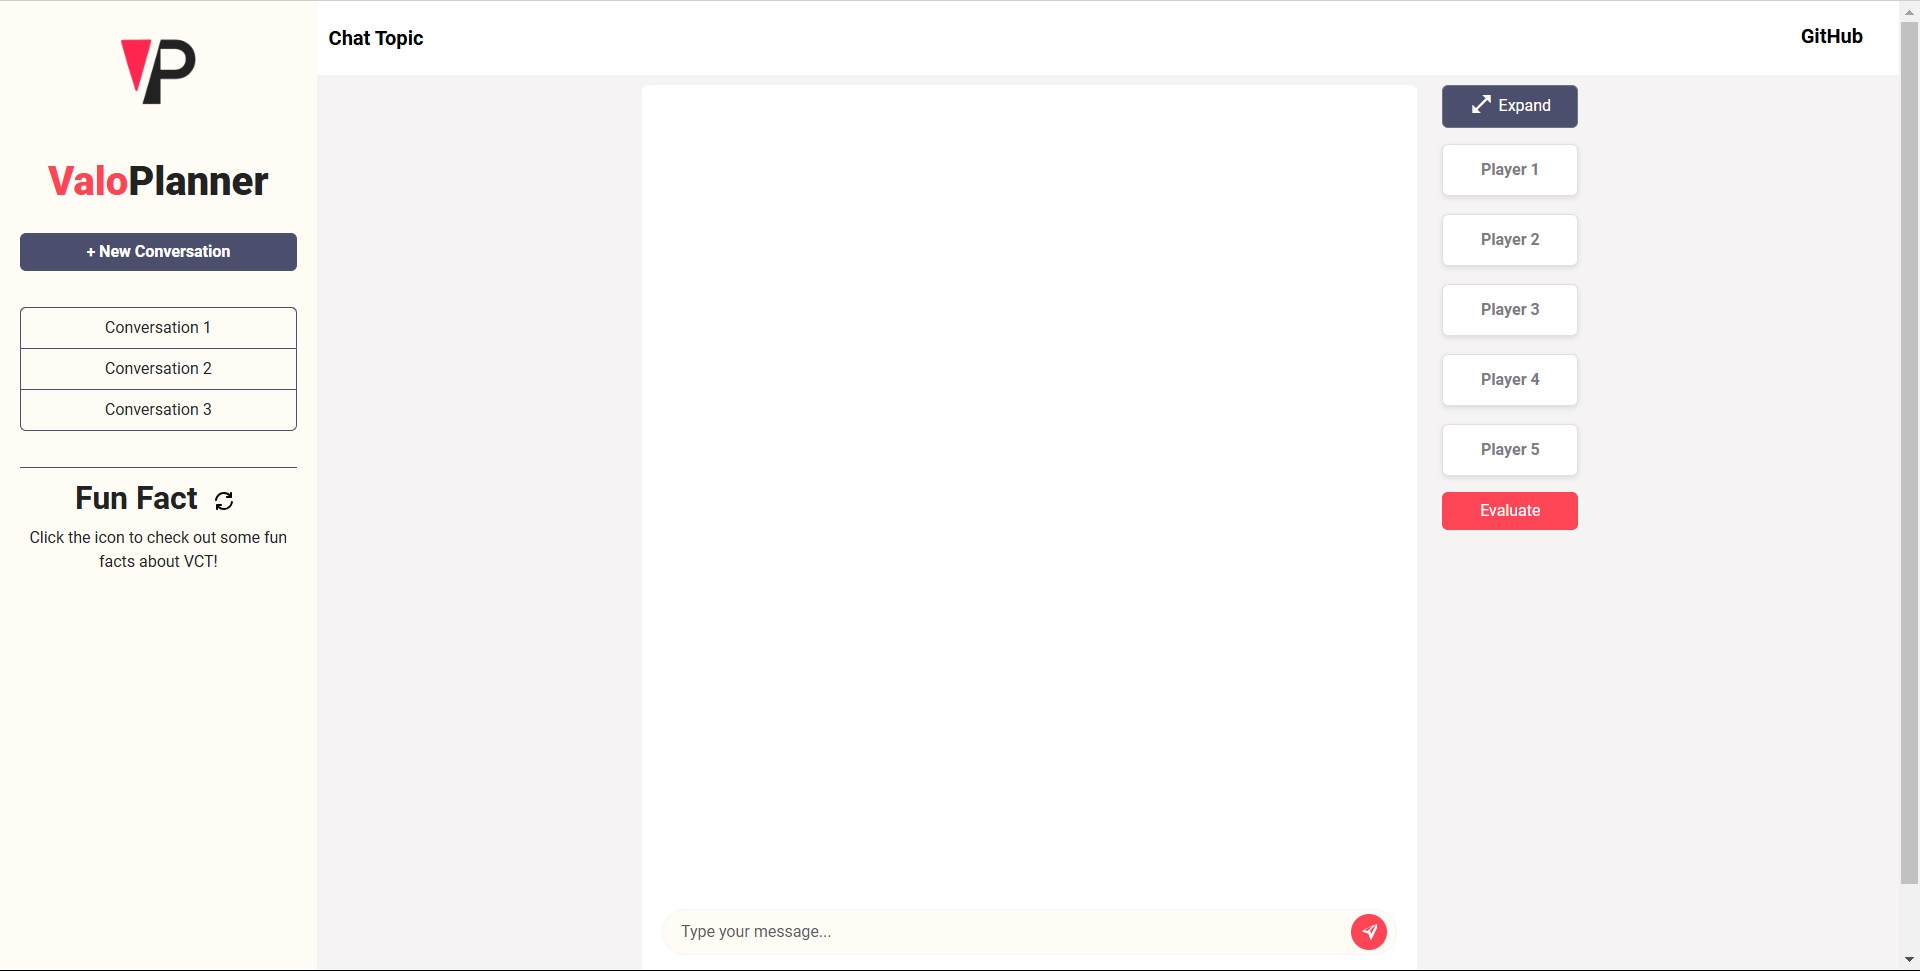 VP
ValoPlanner
+ New Conversation
Conversation 1
Conversation 2
Conversation 3
Fun Fact
Click the icon to check out some fun
facts about VCT!
Chat Topic
GitHub
Type your message...
Expand
Player 1
Player 2
Player 3
Player 4
Player 5
Evaluate